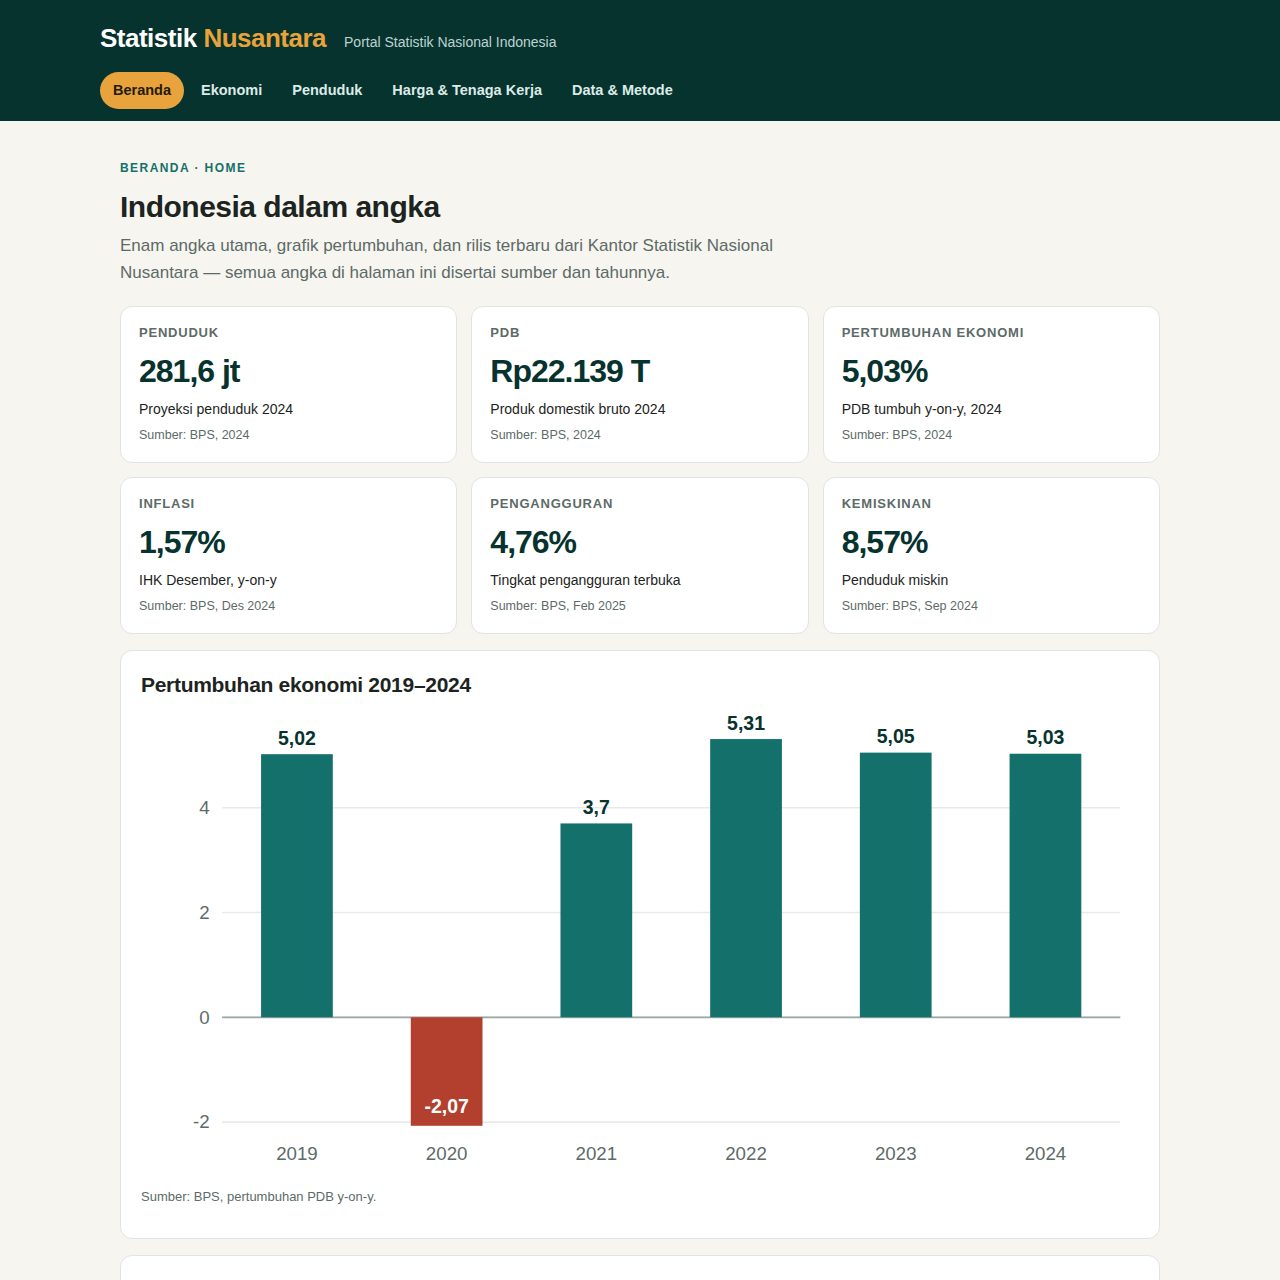 Statistik Nusantara Portal Statistik Nasional Indonesia
Beranda Ekonomi Penduduk Harga & Tenaga Kerja Data & Metode
BERANDA · HOME
Indonesia dalam angka
Enam angka utama, grafik pertumbuhan, dan rilis terbaru dari Kantor Statistik Nasional
Nusantara — semua angka di halaman ini disertai sumber dan tahunnya.
PENDUDUK
281,6 jt
Proyeksi penduduk 2024
Sumber: BPS, 2024
PDB
Rp22.139 T
Produk domestik bruto 2024
Sumber: BPS, 2024
PERTUMBUHAN EKONOMI
5,03%
PDB tumbuh y-on-y, 2024
Sumber: BPS, 2024
INFLASI
1,57%
IHK Desember, y-on-y
Sumber: BPS, Des 2024
PENGANGGURAN
4,76%
Tingkat pengangguran terbuka
Sumber: BPS, Feb 2025
KEMISKINAN
8,57%
Penduduk miskin
Sumber: BPS, Sep 2024
Pertumbuhan ekonomi 2019–2024
5,02 -2,07 3,7 5,31 5,05 5,03
4
2
0
-2
2019 2020 2021 2022 2023 2024
Sumber: BPS, pertumbuhan PDB y-on-y.